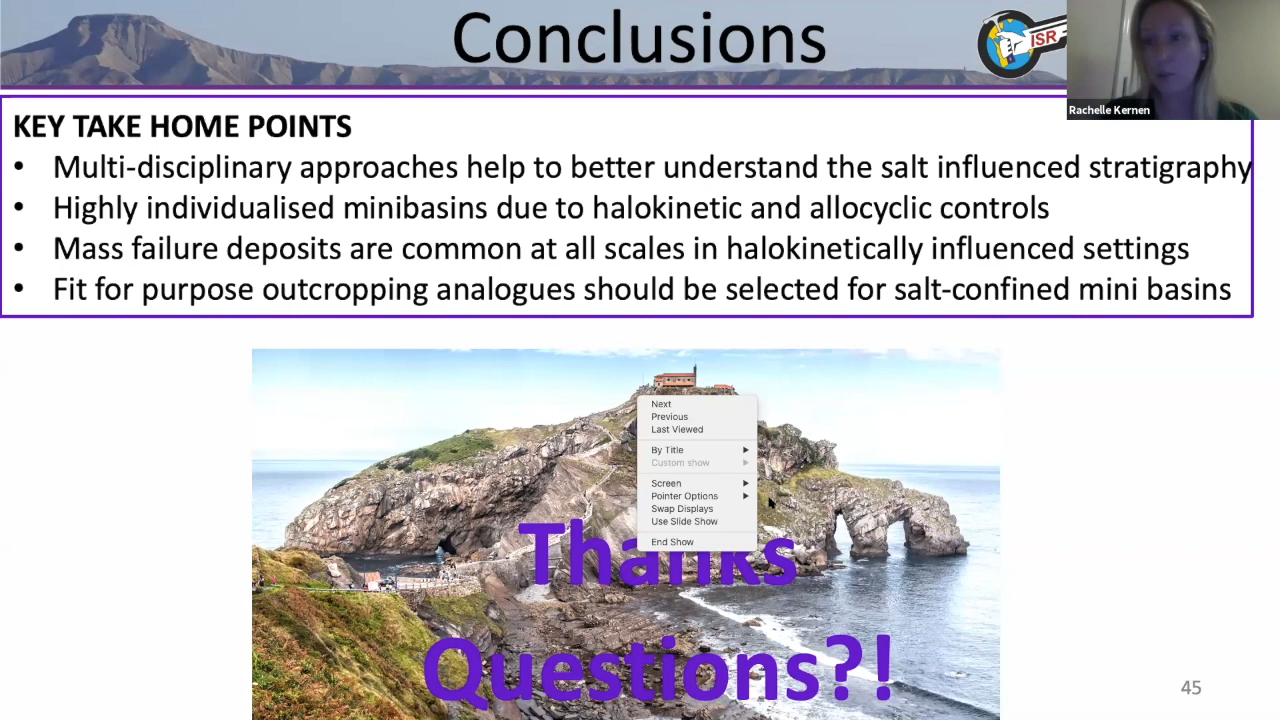 Conclusions
ISR
Rachelle Kernen
KEY TAKE HOME POINTS
• Multi-disciplinary approaches help to better understand the salt influenced stratigraphy
• Highly individualised minibasins due to halokinetic and allocyclic controls
• Mass failure deposits are common at all scales in halokinetically influenced settings
• Fit for purpose outcropping analogues should be selected for salt-confined mini basins
Next
Previous
Last Viewed
By Title
Custom show
Screen
Pointer Options
Swap Displays
Use Slide Show
End Show
Thanks
Questions?!
45